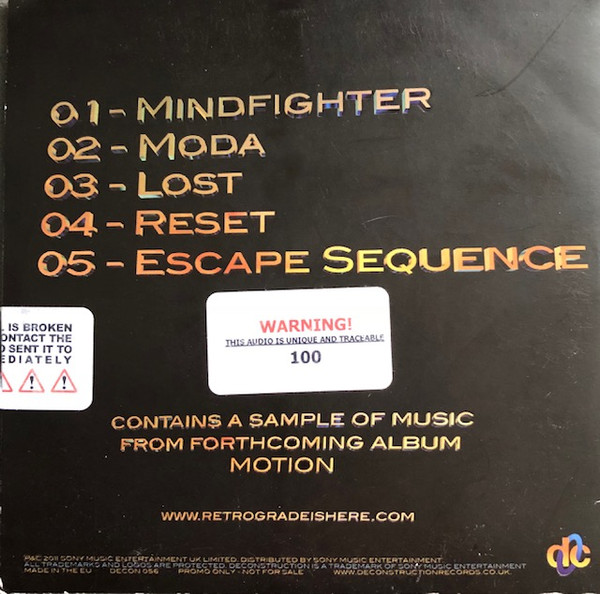 01 - MINDFIGHTER
02 - MODA
03 - LOST
04 - RESET
05 - ESCAPE SEQUENCE
IS BROKEN
ONTACT THE
SENT IT TO
EDIATELY
WARNING!
THIS AUDIO IS UNIQUE AND TRACEABLE
100
CONTAINS A SAMPLE OF MUSIC
FROM FORTHCOMING ALBUM
MOTION
WWW.RETROGRADEISHERE.COM
P&C 2011 SONY MUSIC ENTERTAINMENT UK LIMITED. DISTRIBUTED BY SONY MUSIC ENTERTAINMENT.
ALL TRADEMARKS AND LOGOS ARE PROTECTED. DECONSTRUCTION IS A TRADEMARK OF SONY MUSIC ENTERTAINMENT
MADE IN THE EU DECON 056 PROMO ONLY - NOT FOR SALE WWW.DECONSTRUCTIONRECORDS.CO.UK.
dc